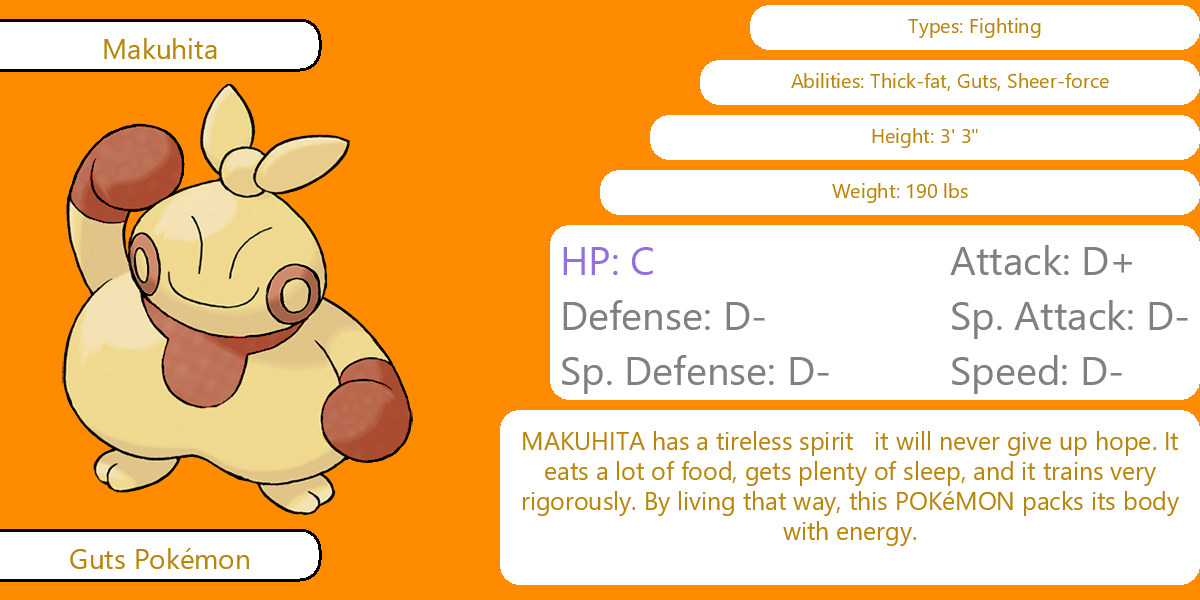 Makuhita
Types: Fighting
Abilities: Thick-fat, Guts, Sheer-force
Height: 3' 3"
Weight: 190 lbs
HP: C
Attack: D+
Defense: D-
Sp. Attack: D-
Sp. Defense: D-
Speed: D-
MAKUHITA has a tireless spirit   it will never give up hope. It
eats a lot of food, gets plenty of sleep, and it trains very
rigorously. By living that way, this POKéMON packs its body
with energy.
Guts Pokémon